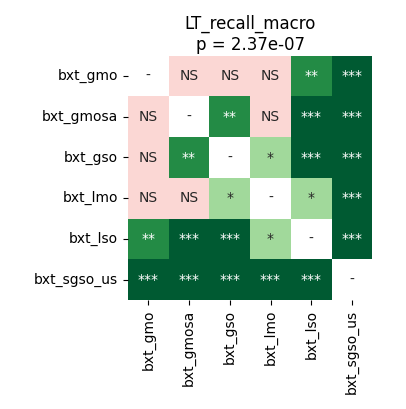 LT_recall_macro
p = 2.37e-07
bxt_gmo - NS NS NS ** ***
bxt_gmosa NS - ** NS *** ***
bxt_gso NS ** - * *** ***
bxt_lmo NS NS * - * ***
bxt_lso ** *** *** * - ***
bxt_sgso_us *** *** *** *** *** -
bxt_gmo bxt_gmosa bxt_gso bxt_lmo bxt_lso bxt_sgso_us